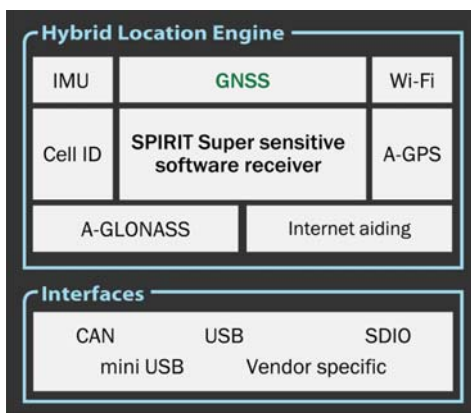 Hybrid Location Engine
IMU
GNSS
Wi-Fi
Cell ID
SPIRIT Super sensitive
software receiver
A-GPS
A-GLONASS
Internet aiding
Interfaces
CAN USB SDIO
mini USB Vendor specific